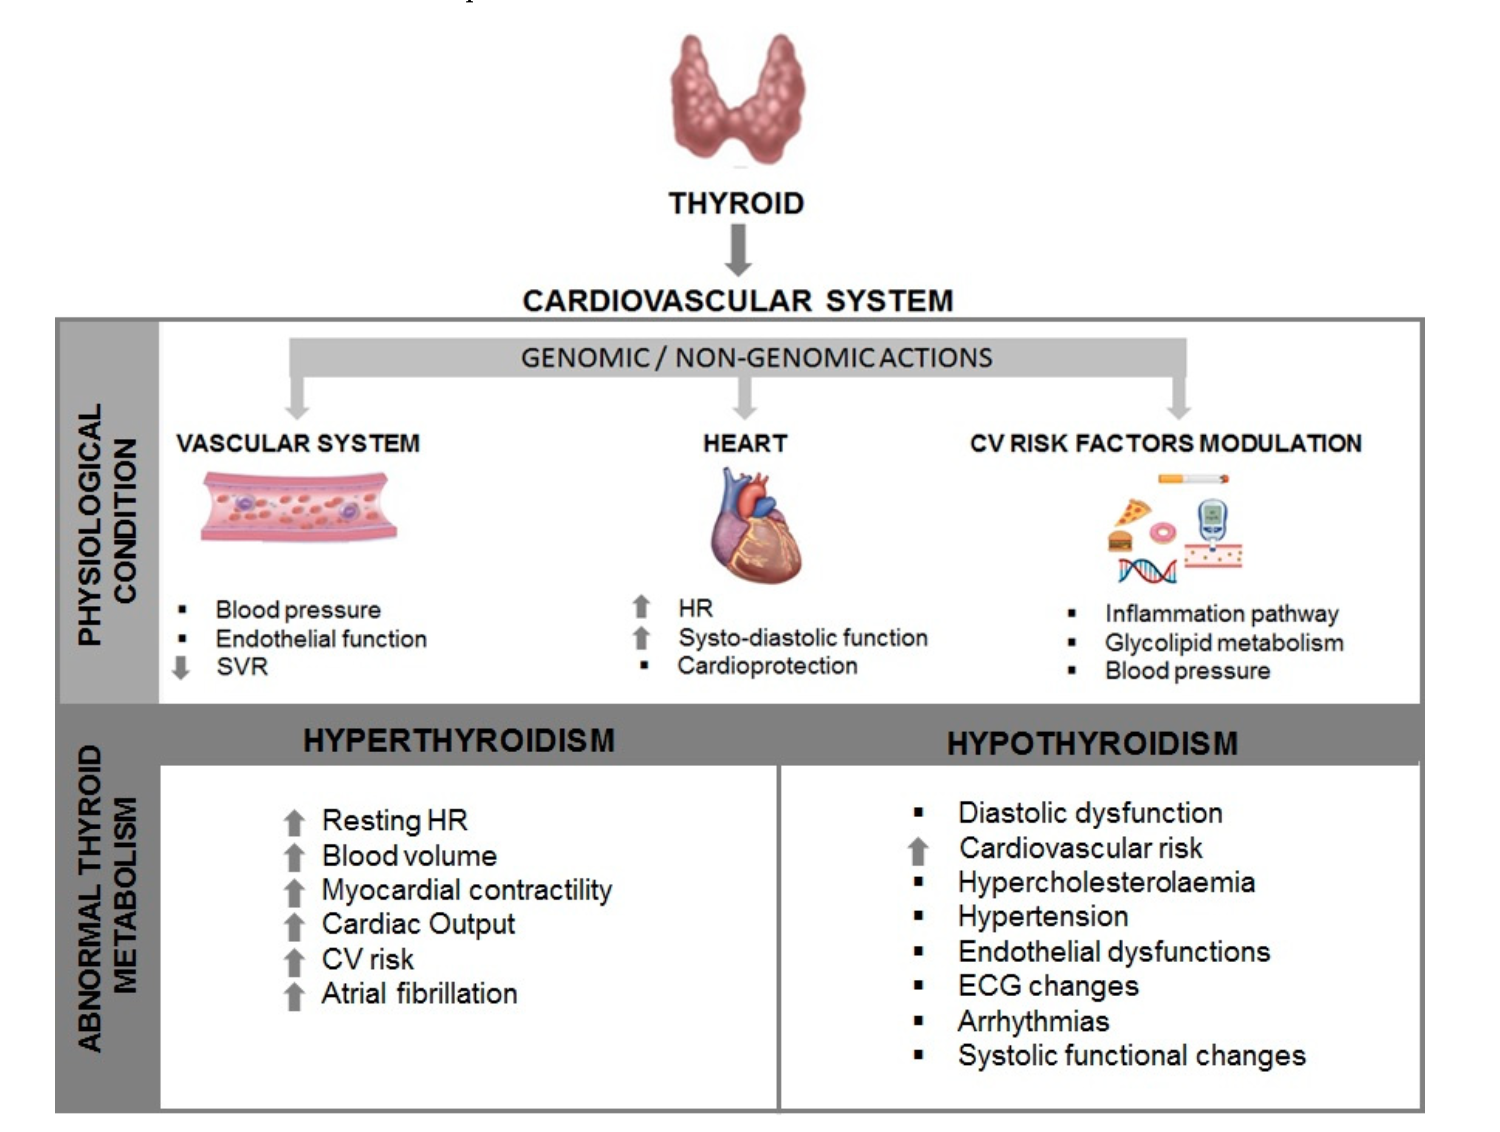 THYROID
CARDIOVASCULAR SYSTEM
GENOMIC / NON-GENOMIC ACTIONS
PHYSIOLOGICAL
CONDITION
VASCULAR SYSTEM
Blood pressure
Endothelial function
SVR
HEART
HR
Systo-diastolic function
Cardioprotection
CV RISK FACTORS MODULATION
Inflammation pathway
Glycolipid metabolism
Blood pressure
ABNORMAL THYROID
METABOLISM
HYPERTHYROIDISM
Resting HR
Blood volume
Myocardial contractility
Cardiac Output
CV risk
Atrial fibrillation
HYPOTHYROIDISM
Diastolic dysfunction
Cardiovascular risk
Hypercholesterolaemia
Hypertension
Endothelial dysfunctions
ECG changes
Arrhythmias
Systolic functional changes